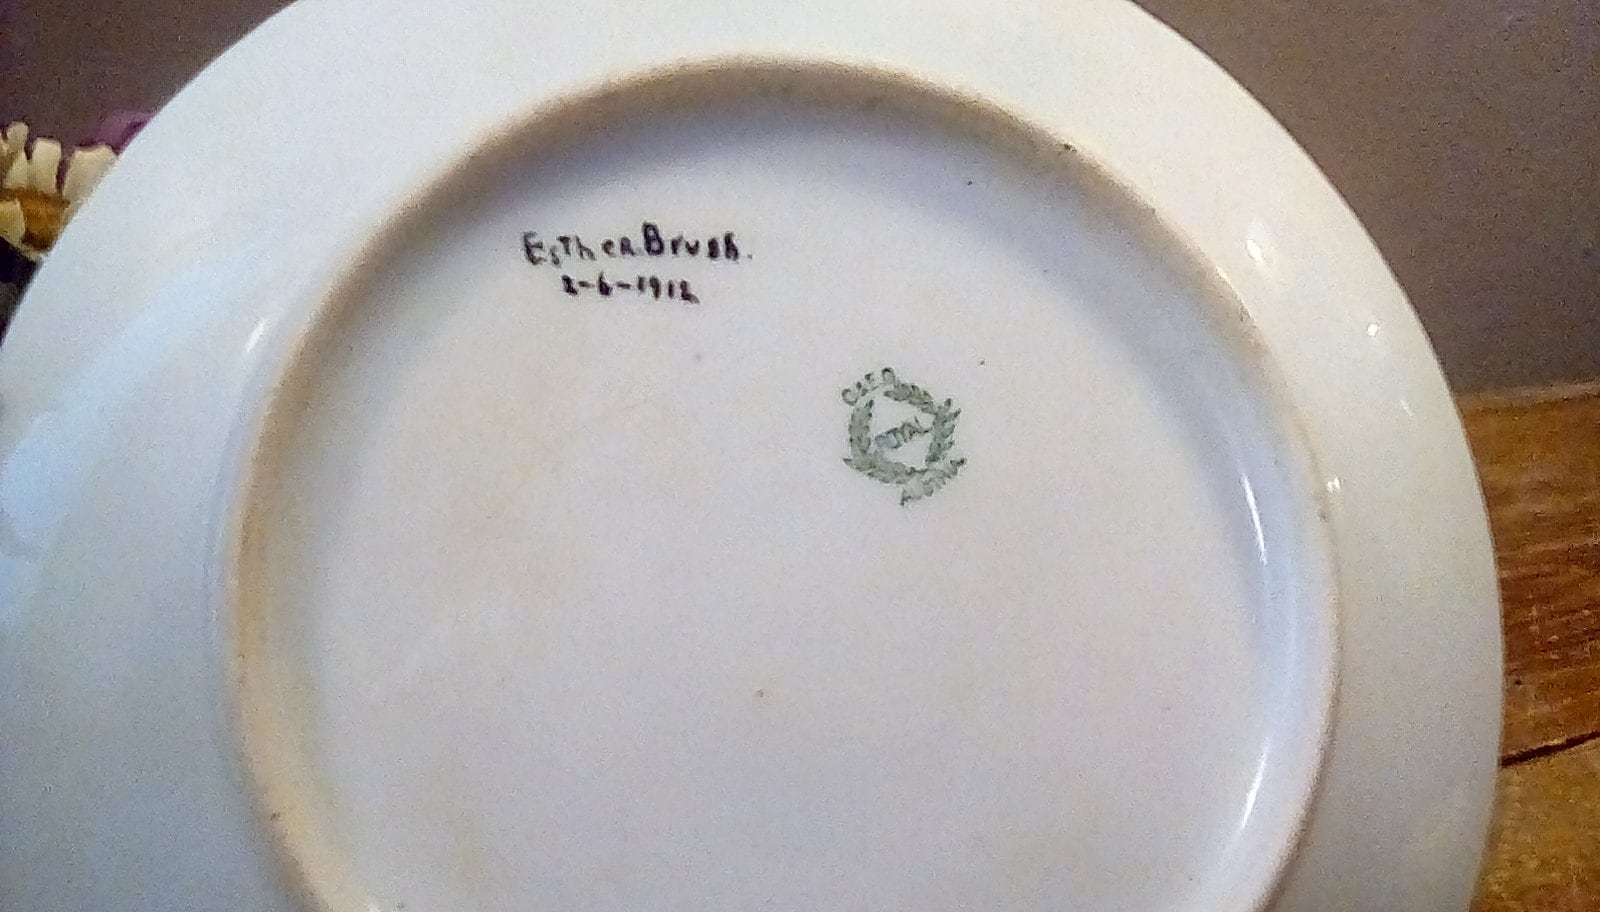 Esther Brush.
2-6-1912
O&E.G.
ROYAL
AUSTRIA